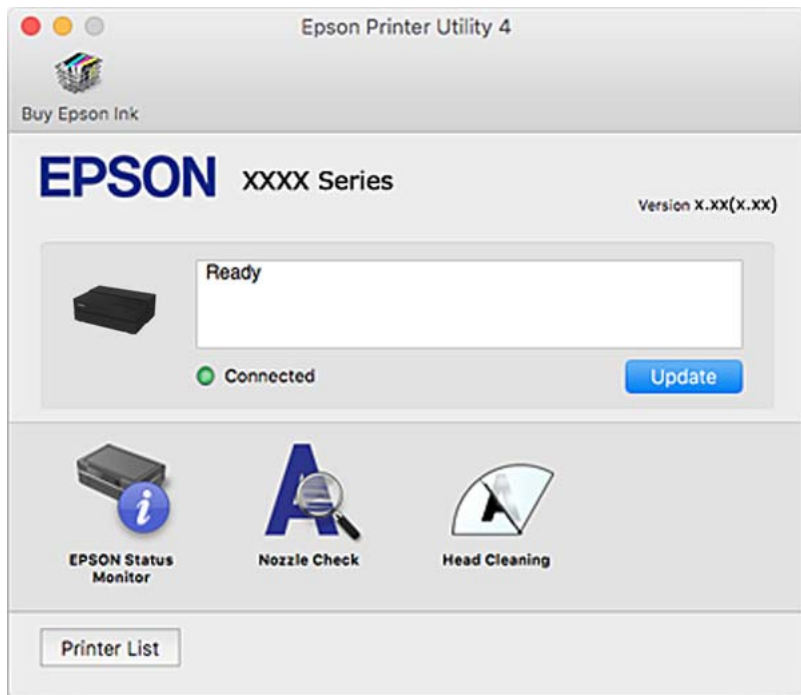 Epson Printer Utility 4
Buy Epson Ink
EPSON XXXX Series
Version x.xx(x.xx)
Ready
Connected
Update
EPSON Status
Monitor
Nozzle Check
Head Cleaning
Printer List